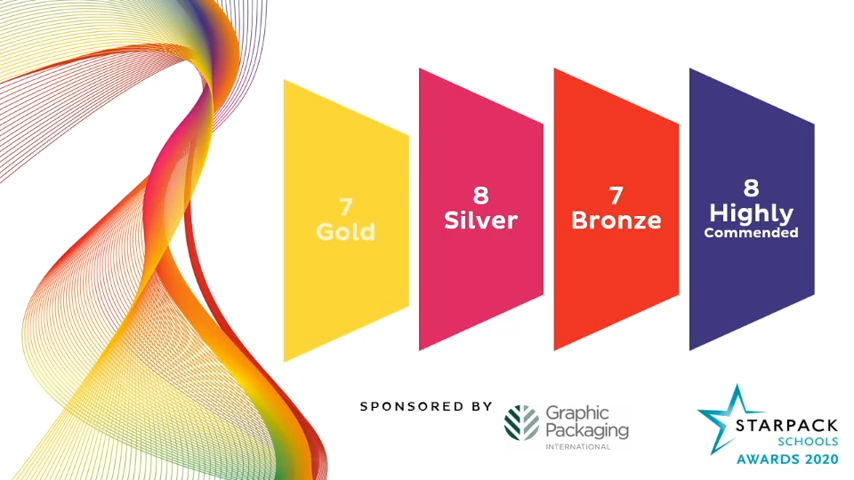 7
Gold
8
Silver
7
Bronze
8
Highly
Commended
SPONSORED BY
Graphic
Packaging
INTERNATIONAL
STARPACK
SCHOOLS
AWARDS 2020